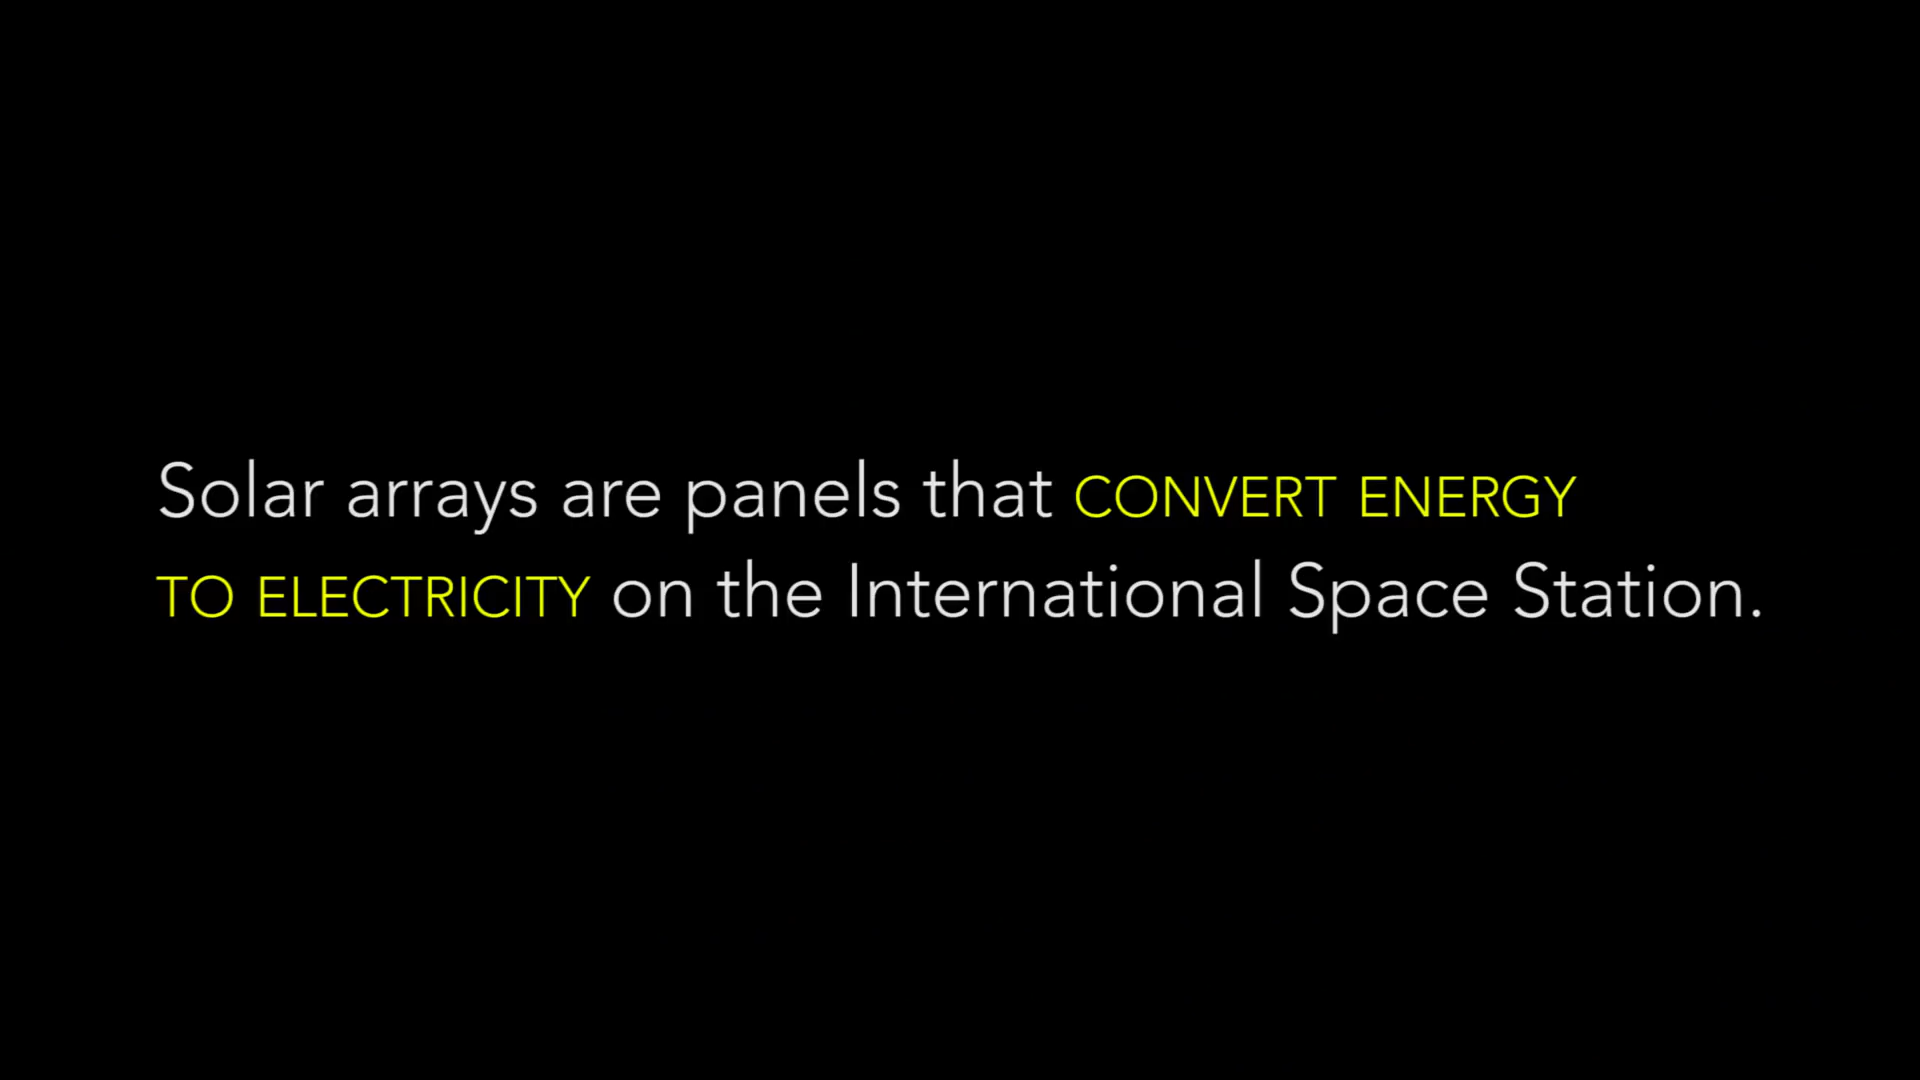 Solar arrays are panels that CONVERT ENERGY
TO ELECTRICITY on the International Space Station.